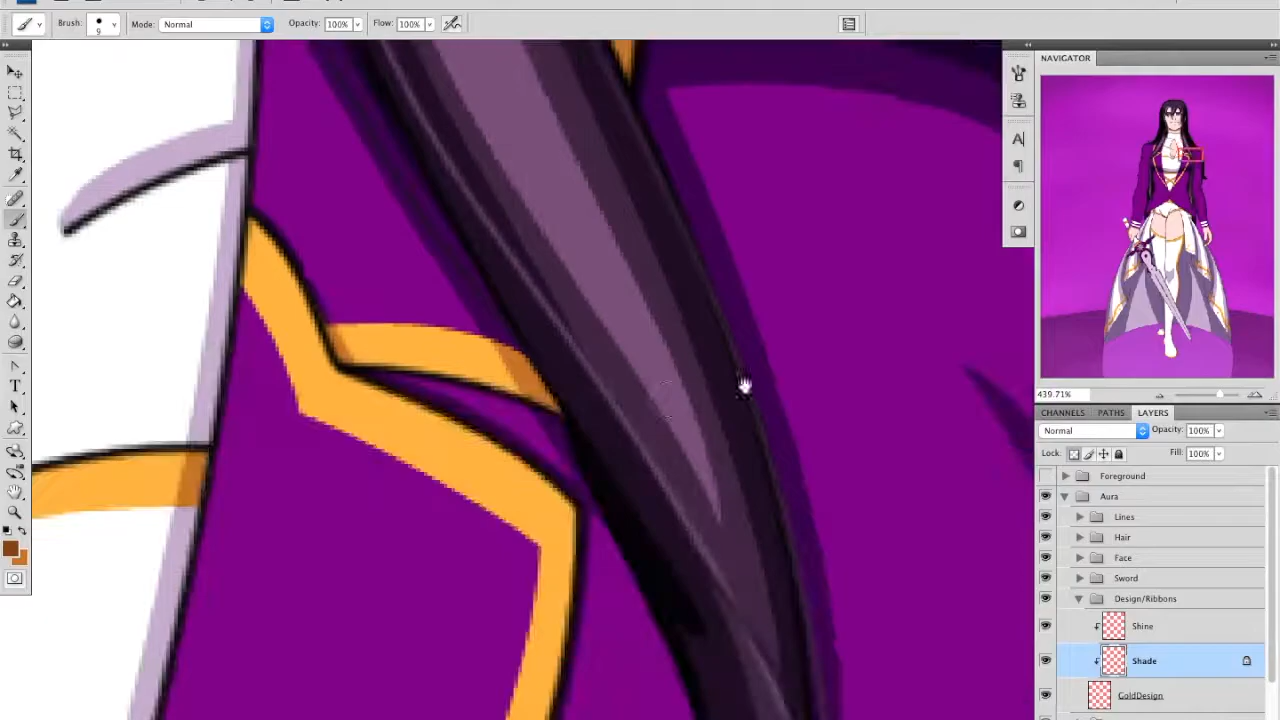 Brush: 9 Mode: Normal Opacity: 100% Flow: 100%
NAVIGATOR
439.71%
CHANNELS PATHS LAYERS
Normal Opacity: 100%
Lock: Fill: 100%
Foreground
Aura
Lines
Hair
Face
Sword
Design/Ribbons
Shine
Shade
GoldDesign